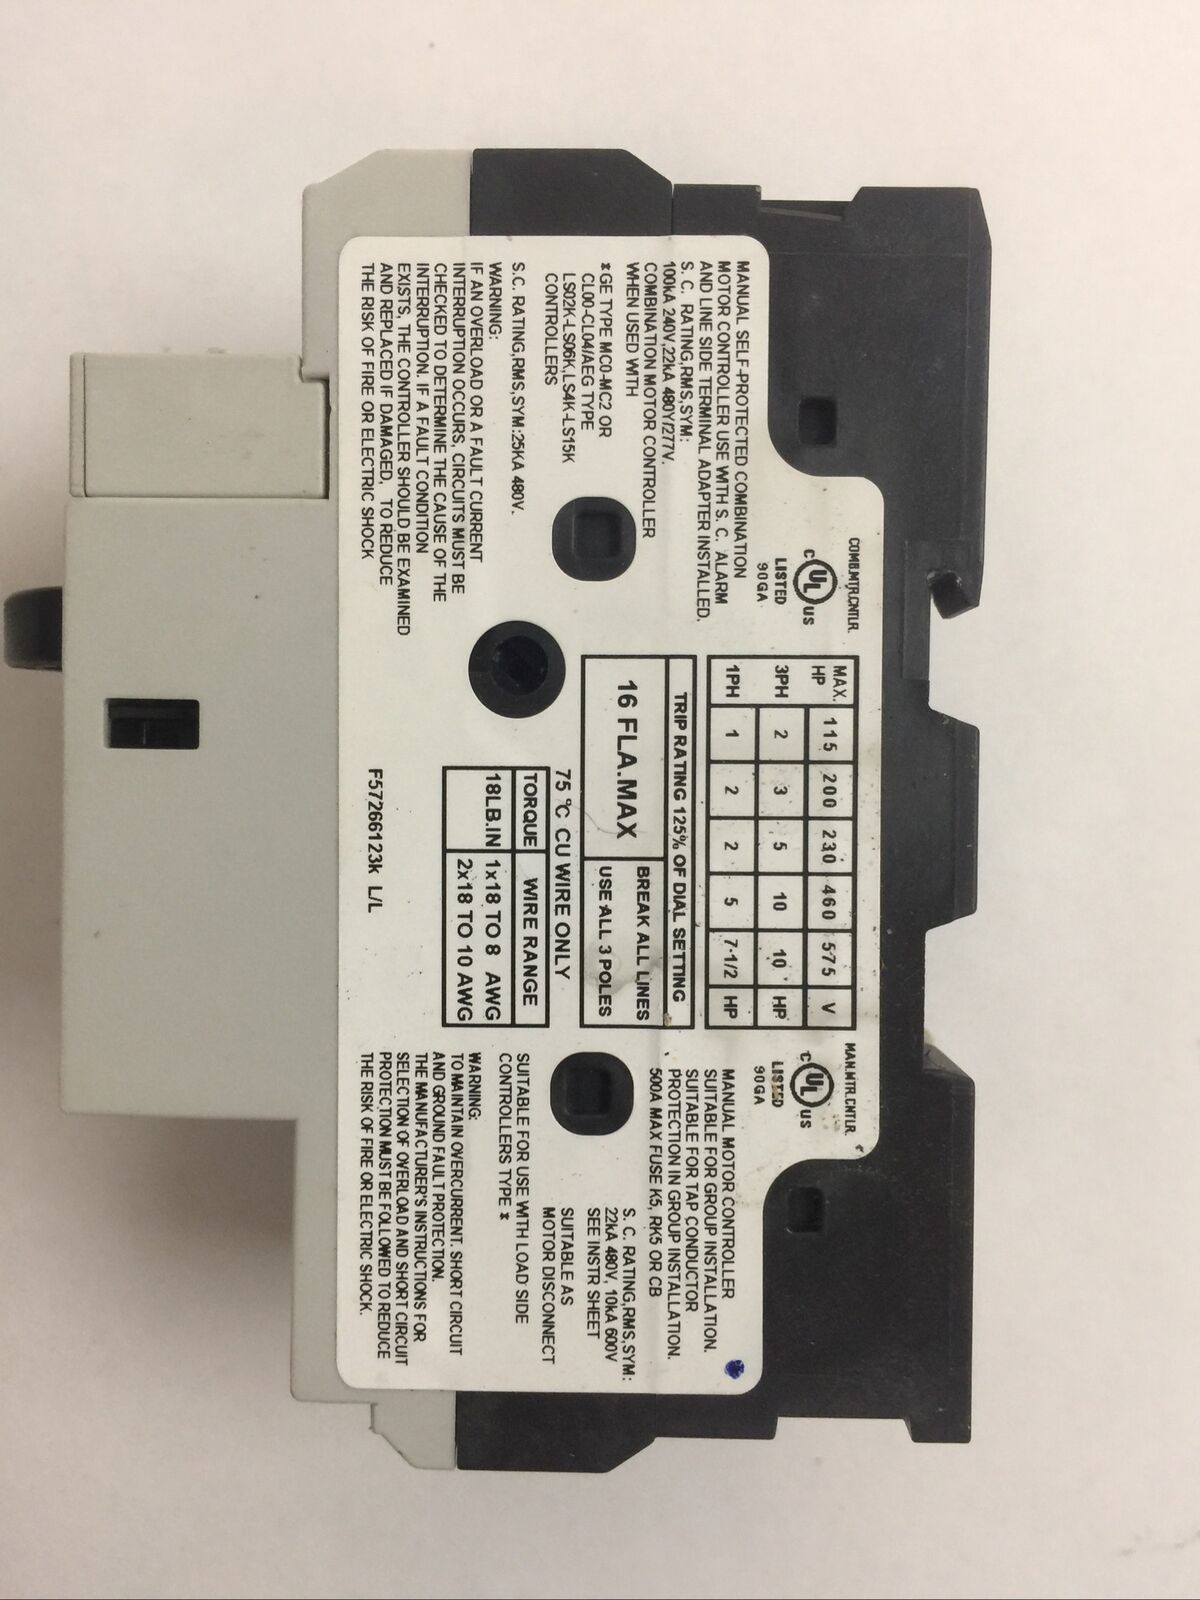 COMB.MTR.CNTLR.
C UL US
LISTED
90GA
MANUAL SELF-PROTECTED COMBINATION
MOTOR CONTROLLER USE WITH S. C. ALARM
AND LINE SIDE TERMINAL ADAPTER INSTALLED.
S. C. RATING,RMS,SYM:
100kA 240V,22kA 480Y/277V.
COMBINATION MOTOR CONTROLLER
WHEN USED WITH
*GE TYPE MC0-MC2 OR
CL00-CL04/AEG TYPE
LS02K-LS06K,LS4K-LS15K
CONTROLLERS
S.C. RATING,RMS,SYM:25KA 480V.
WARNING:
IF AN OVERLOAD OR A FAULT CURRENT
INTERRUPTION OCCURS, CIRCUITS MUST BE
CHECKED TO DETERMINE THE CAUSE OF THE
INTERRUPTION. IF A FAULT CONDITION
EXISTS, THE CONTROLLER SHOULD BE EXAMINED
AND REPLACED IF DAMAGED, TO REDUCE
THE RISK OF FIRE OR ELECTRIC SHOCK
MAX. HP 115 200 230 460 575 V
3PH 2 3 5 10 10 HP
1PH 1 2 2 5 7-1/2 HP
TRIP RATING 125% OF DIAL SETTING
16 FLA.MAX
BREAK ALL LINES
USE ALL 3 POLES
75 °C CU WIRE ONLY
TORQUE WIRE RANGE
18LB.IN 1x18 TO 8 AWG
2x18 TO 10 AWG
F57266123k L/L
MAN.MTR.CNTLR.
C UL US
LISTED
90GA
MANUAL MOTOR CONTROLLER
SUITABLE FOR GROUP INSTALLATION.
SUITABLE FOR TAP CONDUCTOR
PROTECTION IN GROUP INSTALLATION.
500A MAX FUSE K5, RK5 OR CB
S. C. RATING,RMS,SYM:
22kA 480V, 10kA 600V
SEE INSTR SHEET
SUITABLE AS
MOTOR DISCONNECT
SUITABLE FOR USE WITH LOAD SIDE
CONTROLLERS TYPE *
WARNING:
TO MAINTAIN OVERCURRENT. SHORT CIRCUIT
AND GROUND FAULT PROTECTION.
THE MANUFACTURER'S INSTRUCTIONS FOR
SELECTION OF OVERLOAD AND SHORT CIRCUIT
PROTECTION MUST BE FOLLOWED TO REDUCE
THE RISK OF FIRE OR ELECTRIC SHOCK.